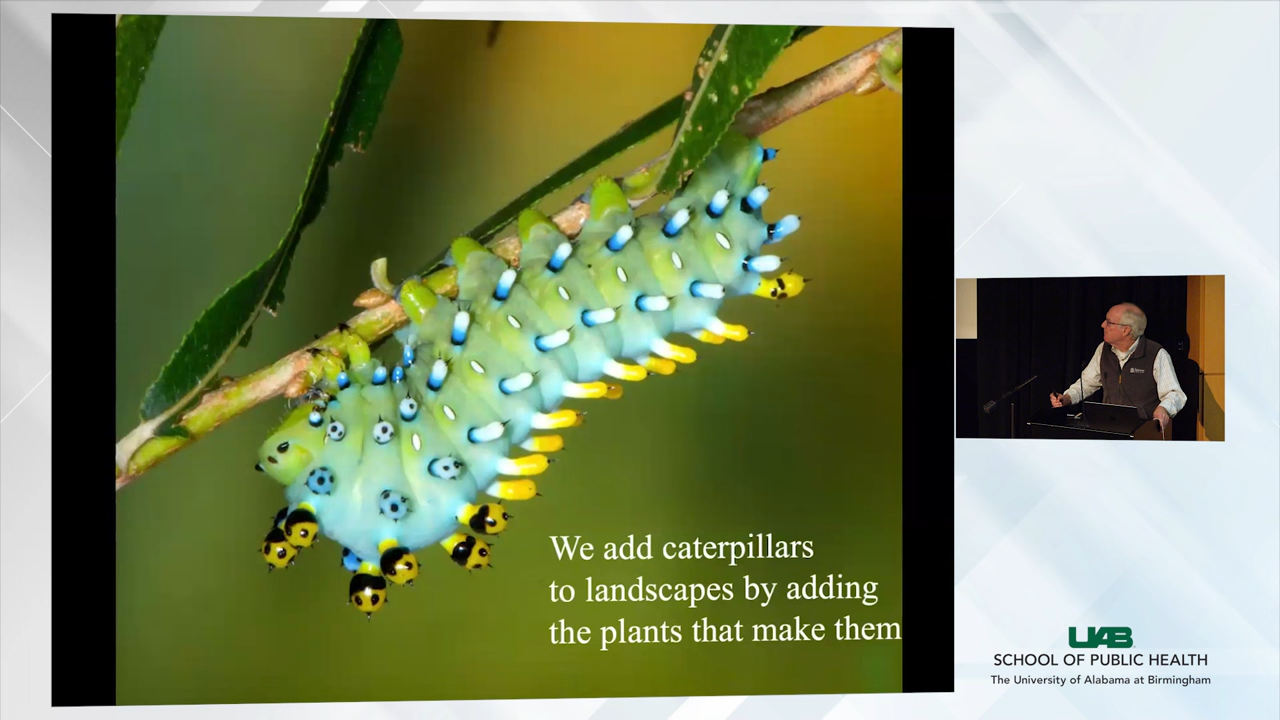 We add caterpillars
to landscapes by adding
the plants that make them
UAB
SCHOOL OF PUBLIC HEALTH
The University of Alabama at Birmingham